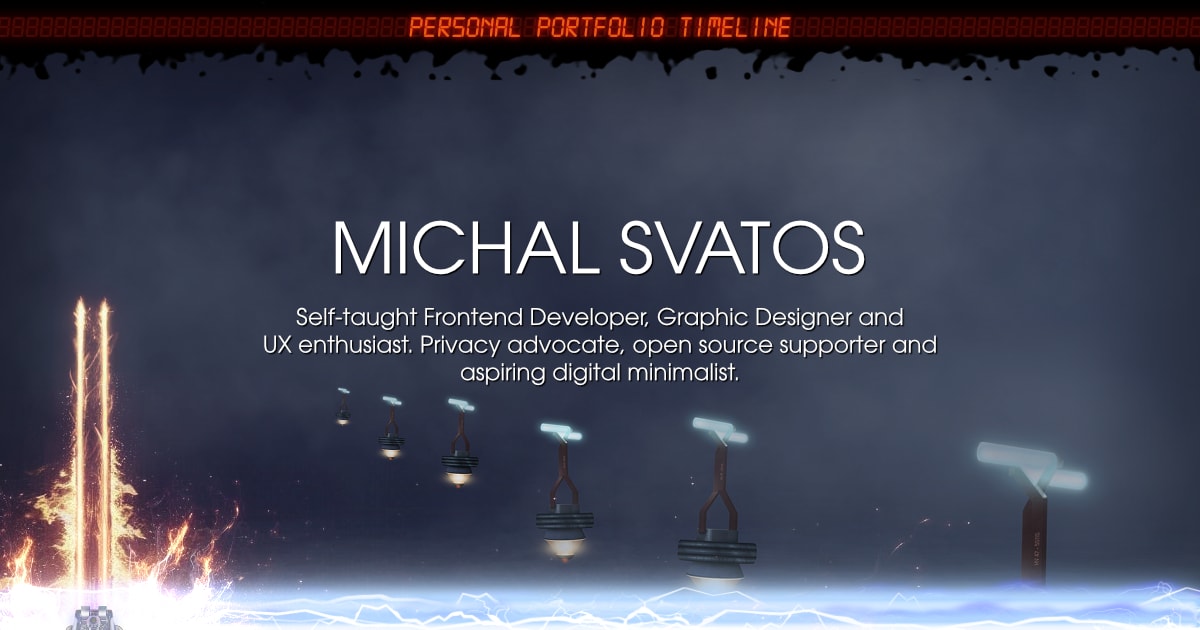 PERSONAL PORTFOLIO TIMELINE
MICHAL SVATOS
Self-taught Frontend Developer, Graphic Designer and
UX enthusiast. Privacy advocate, open source supporter and
aspiring digital minimalist.